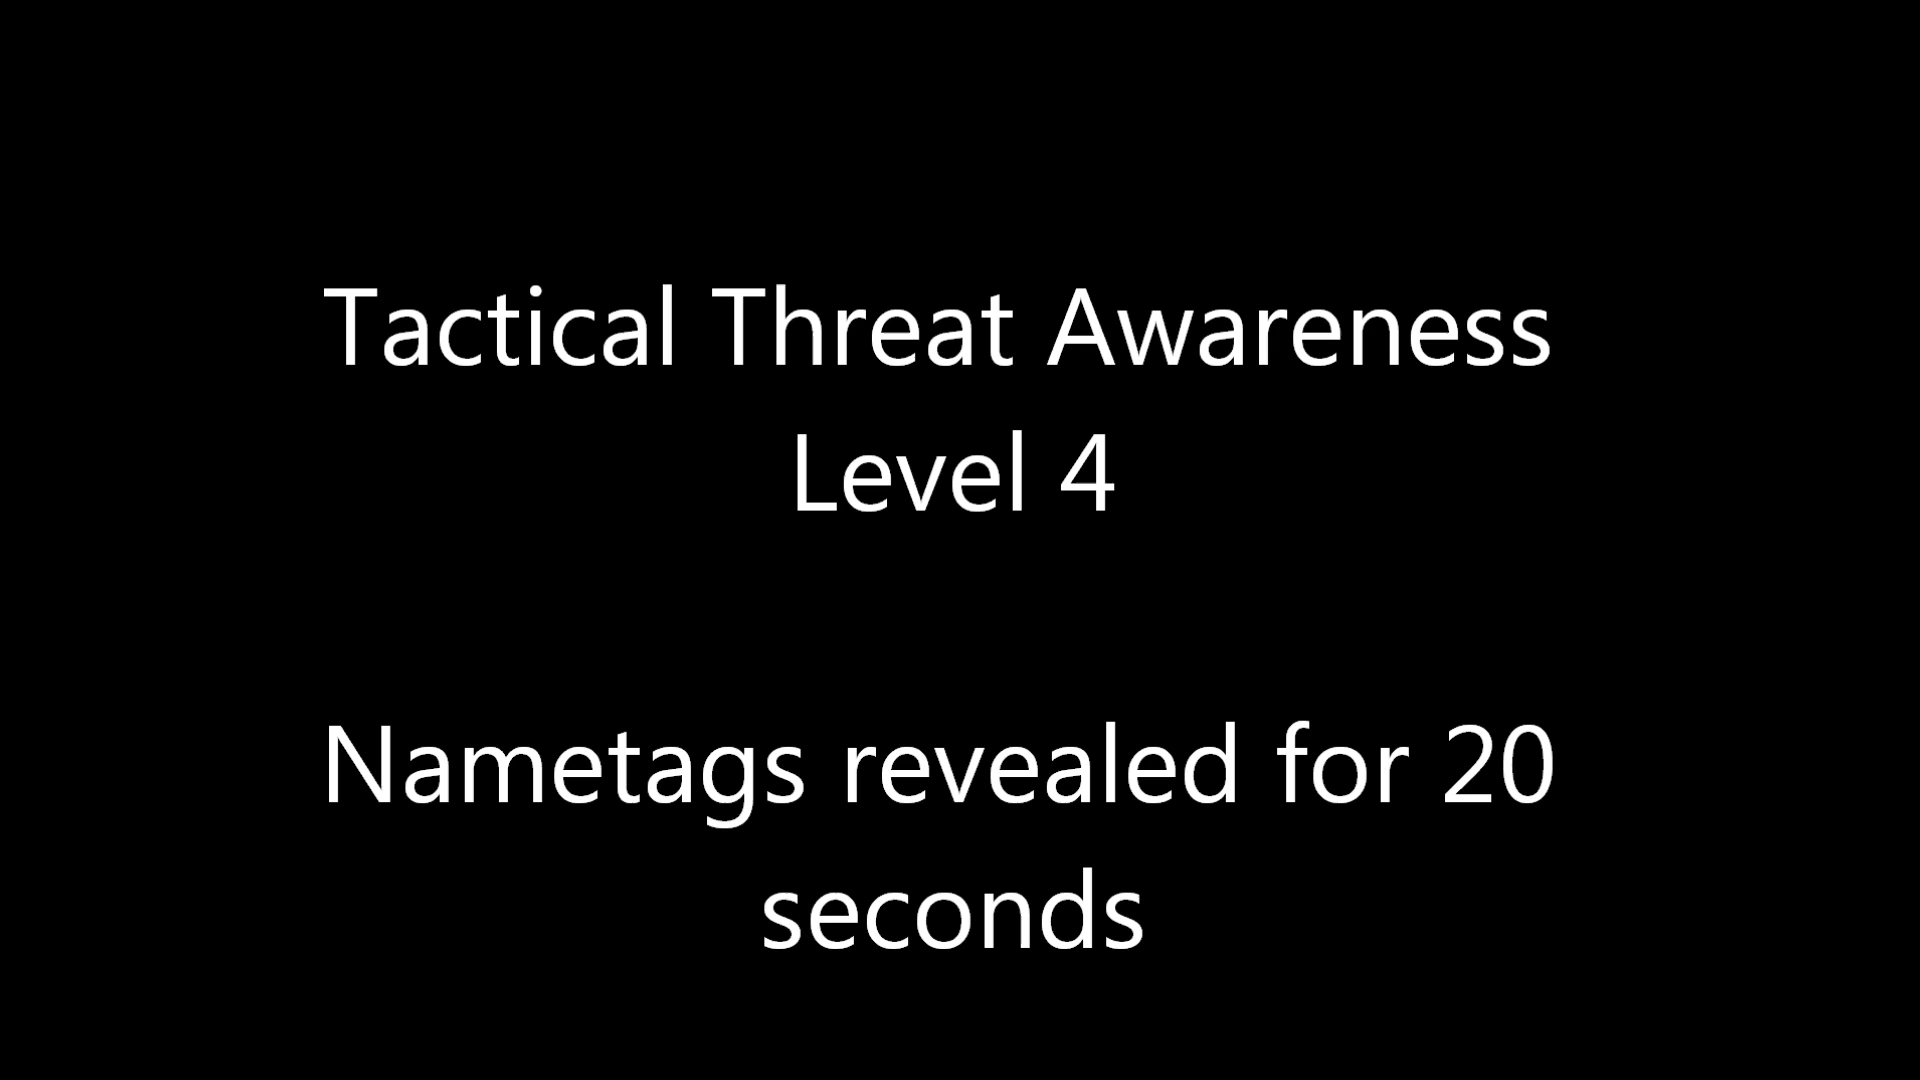 Tactical Threat Awareness
Level 4
Nametags revealed for 20
seconds